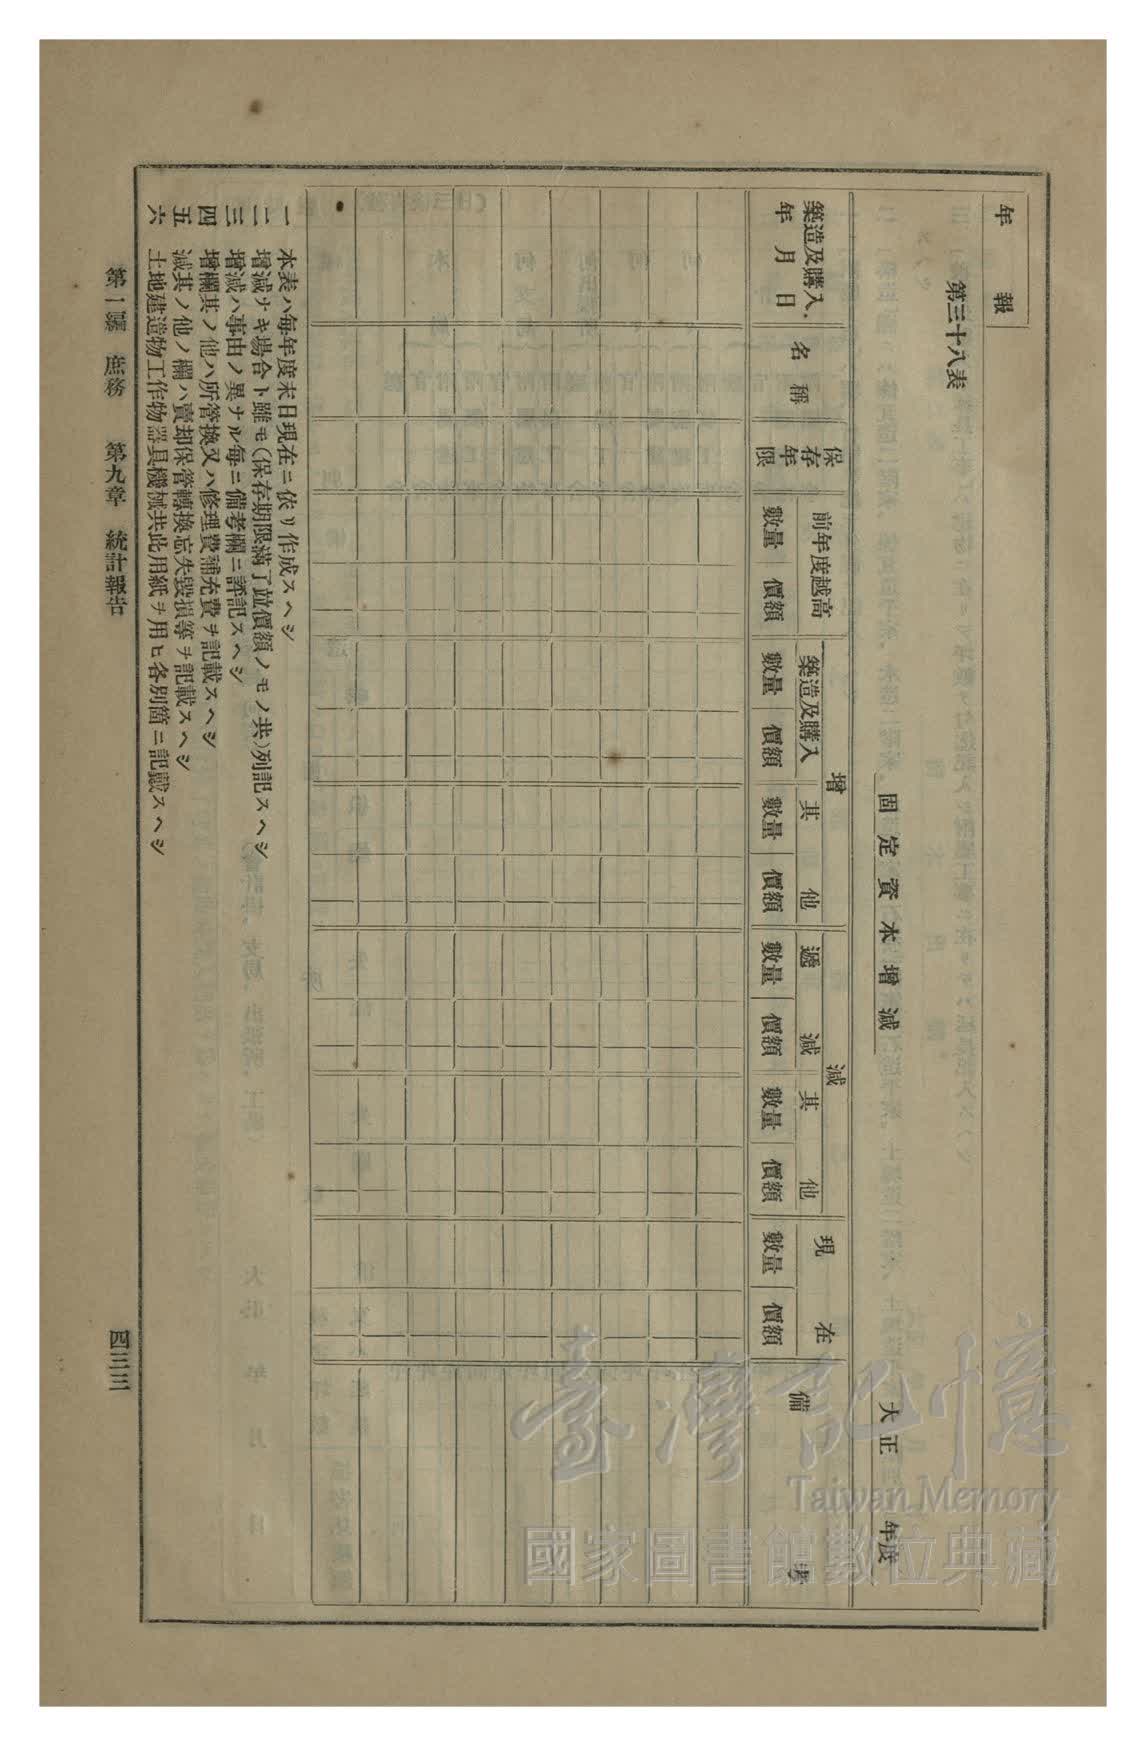 年報
第三十八表
固定資本增減
大正 年度
築造及購入年月日
名稱
保存年限
前年度越高
數量 價額
增
築造及購入
數量 價額
其他
數量 價額
減
遞減
數量 價額
其他
數量 價額
現在
數量 價額
備考
一 本表ハ每年度末日現在ニ依リ作成スヘシ
二 增減ナキ場合ト雖モ(保存期限滿了竝價額ノモノ共)列記スヘシ
三 增減ハ事由ノ異ナル每ニ備考欄ニ詳記スヘシ
四 增欄其ノ他ハ所管換又ハ修理費補充費ヲ記載スヘシ
五 減其ノ他ノ欄ハ賣却保管轉換忘失毀損等ヲ記載スヘシ
六 土地建造物工作物器具機械共此用紙ヲ用ヒ各別箇ニ記載スヘシ
第一編 庶務 第九章 統計報吿
四三三
臺灣記憶
Taiwan Memory
國家圖書館數位典藏